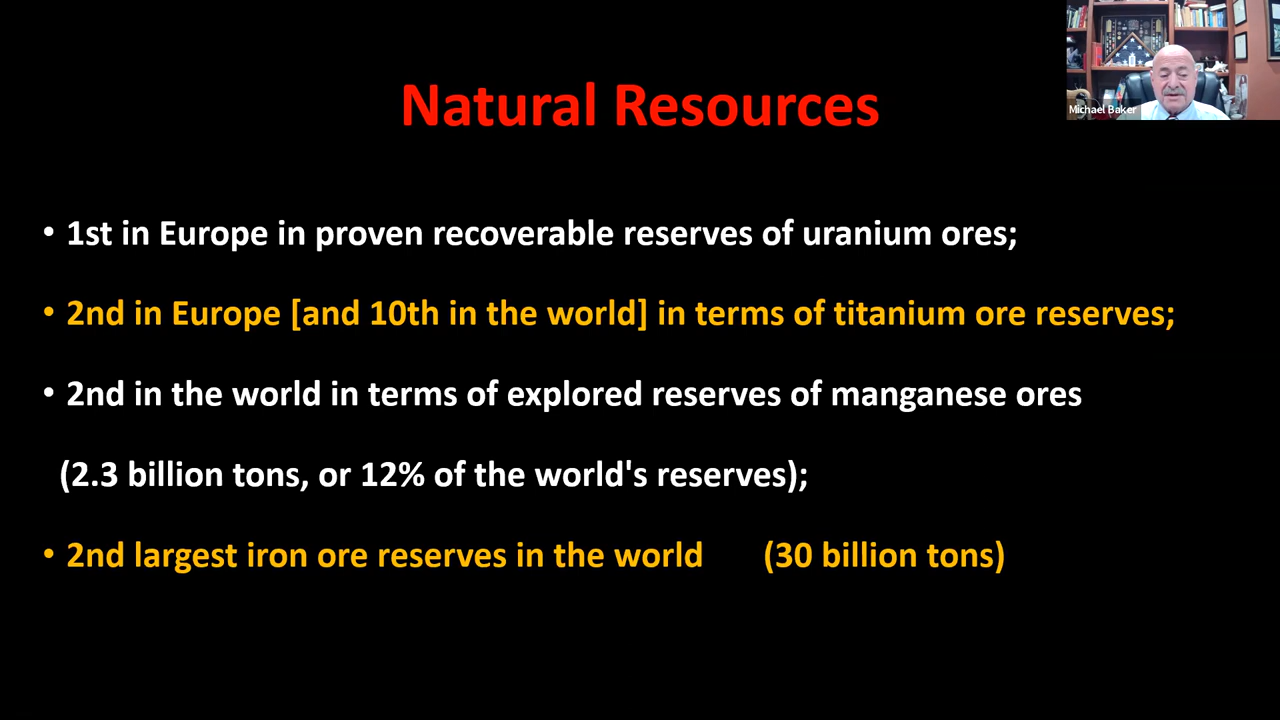 Natural Resources
Michael Baker
• 1st in Europe in proven recoverable reserves of uranium ores;
• 2nd in Europe [and 10th in the world] in terms of titanium ore reserves;
• 2nd in the world in terms of explored reserves of manganese ores
(2.3 billion tons, or 12% of the world's reserves);
• 2nd largest iron ore reserves in the world (30 billion tons)